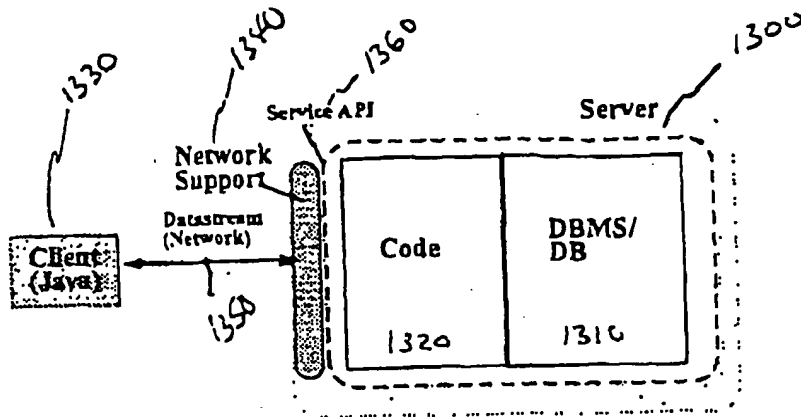 1330
1340
1360
1300
Service API
Server
Network
Support
Datastream
(Network)
Client
(Java)
1350
Code
DBMS/
DB
1320
1310